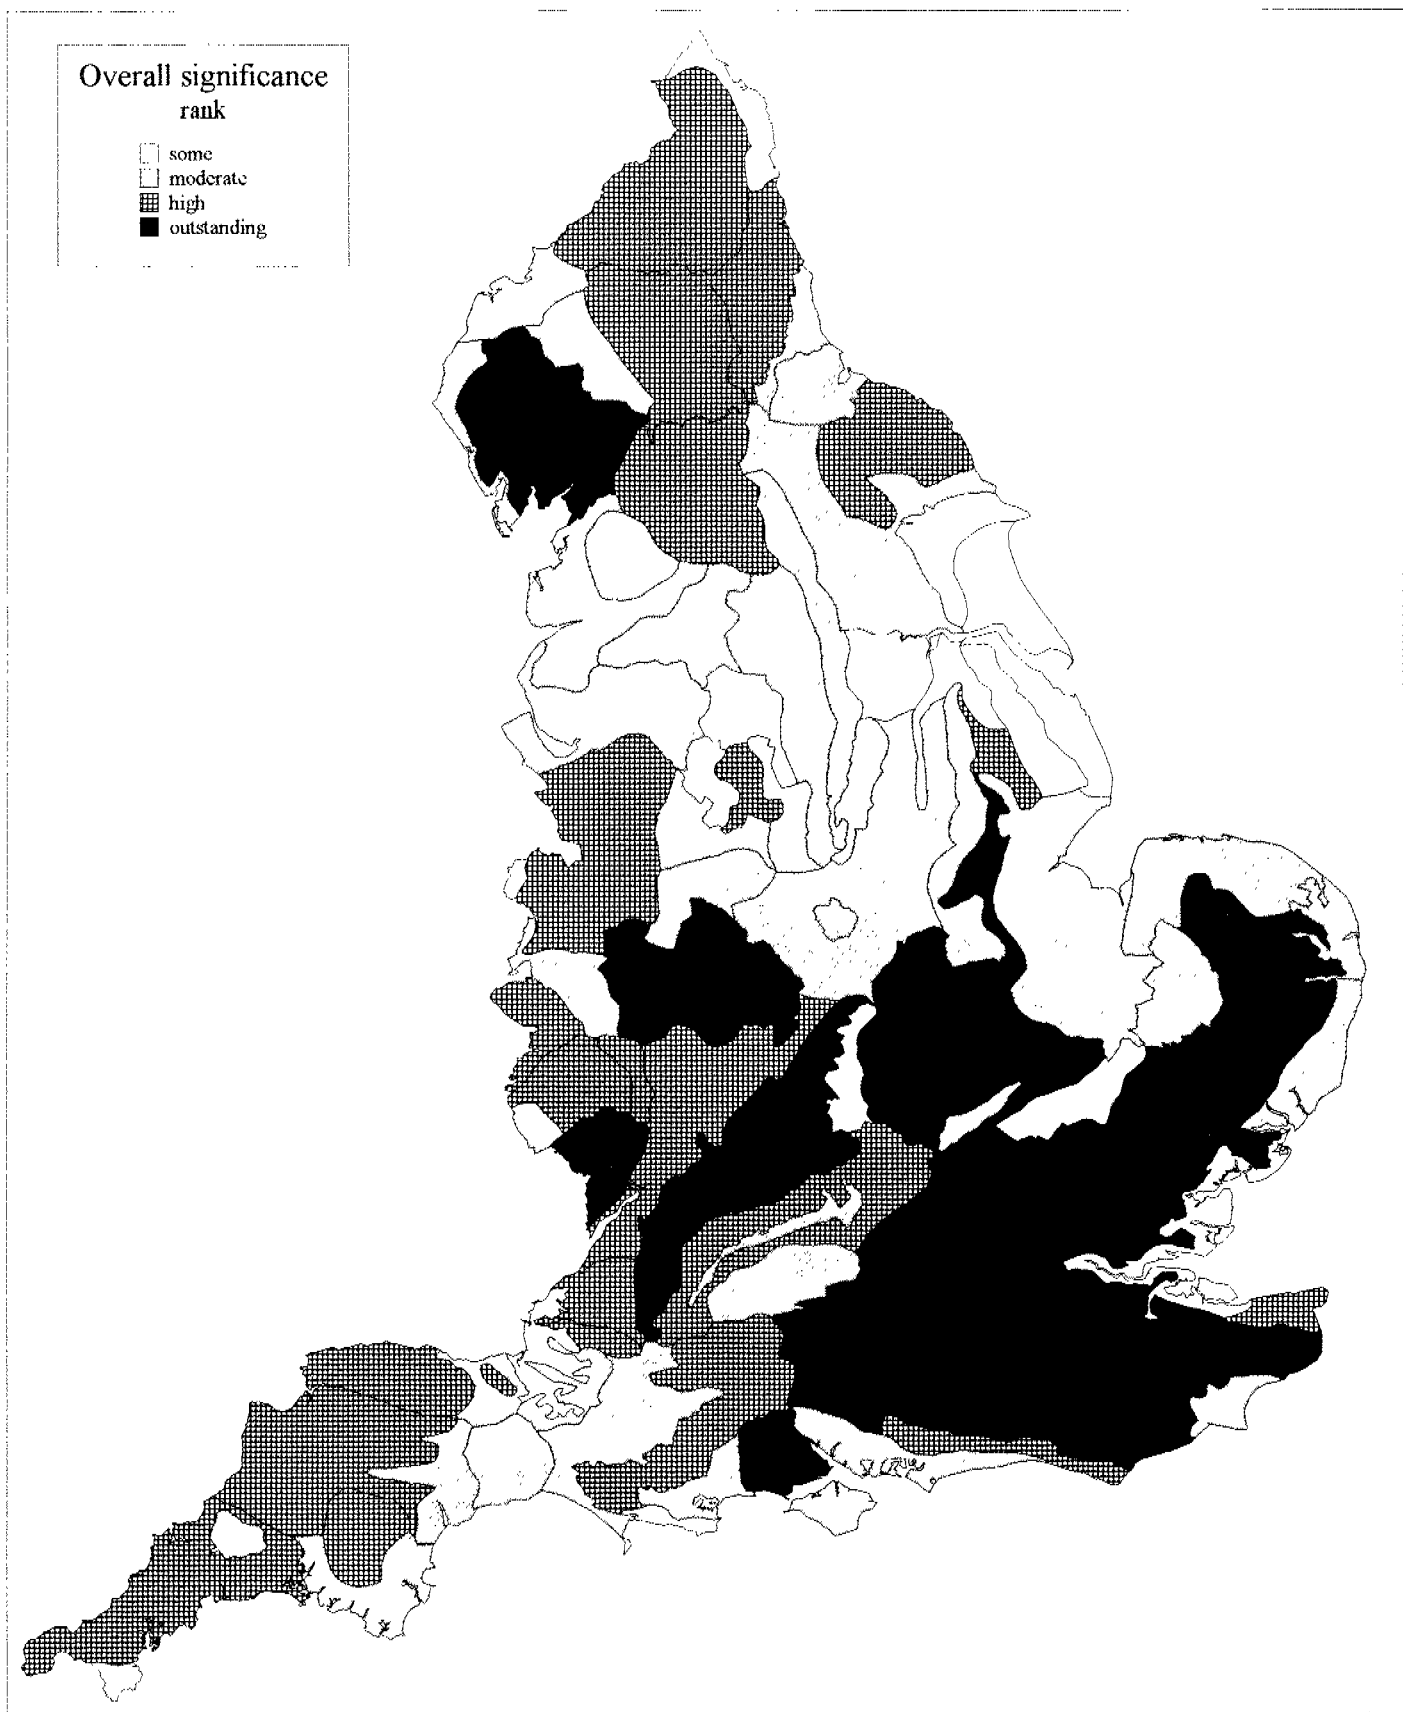 Overall significance
rank
some
moderate
high
outstanding